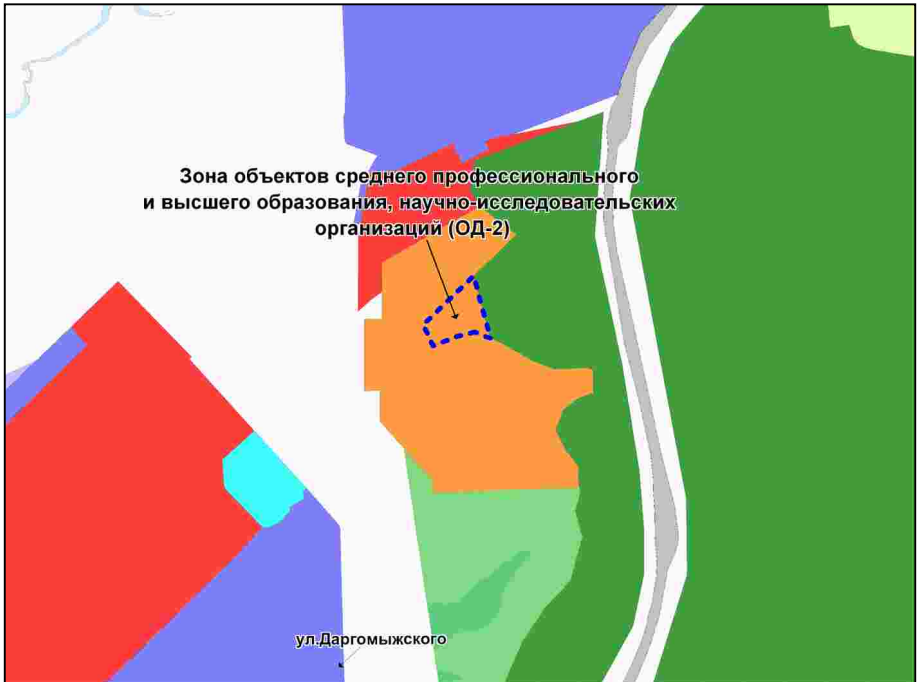 Зона объектов среднего профессионального
и высшего образования, научно-исследовательских
организаций (ОД-2)
ул.Даргомыжского